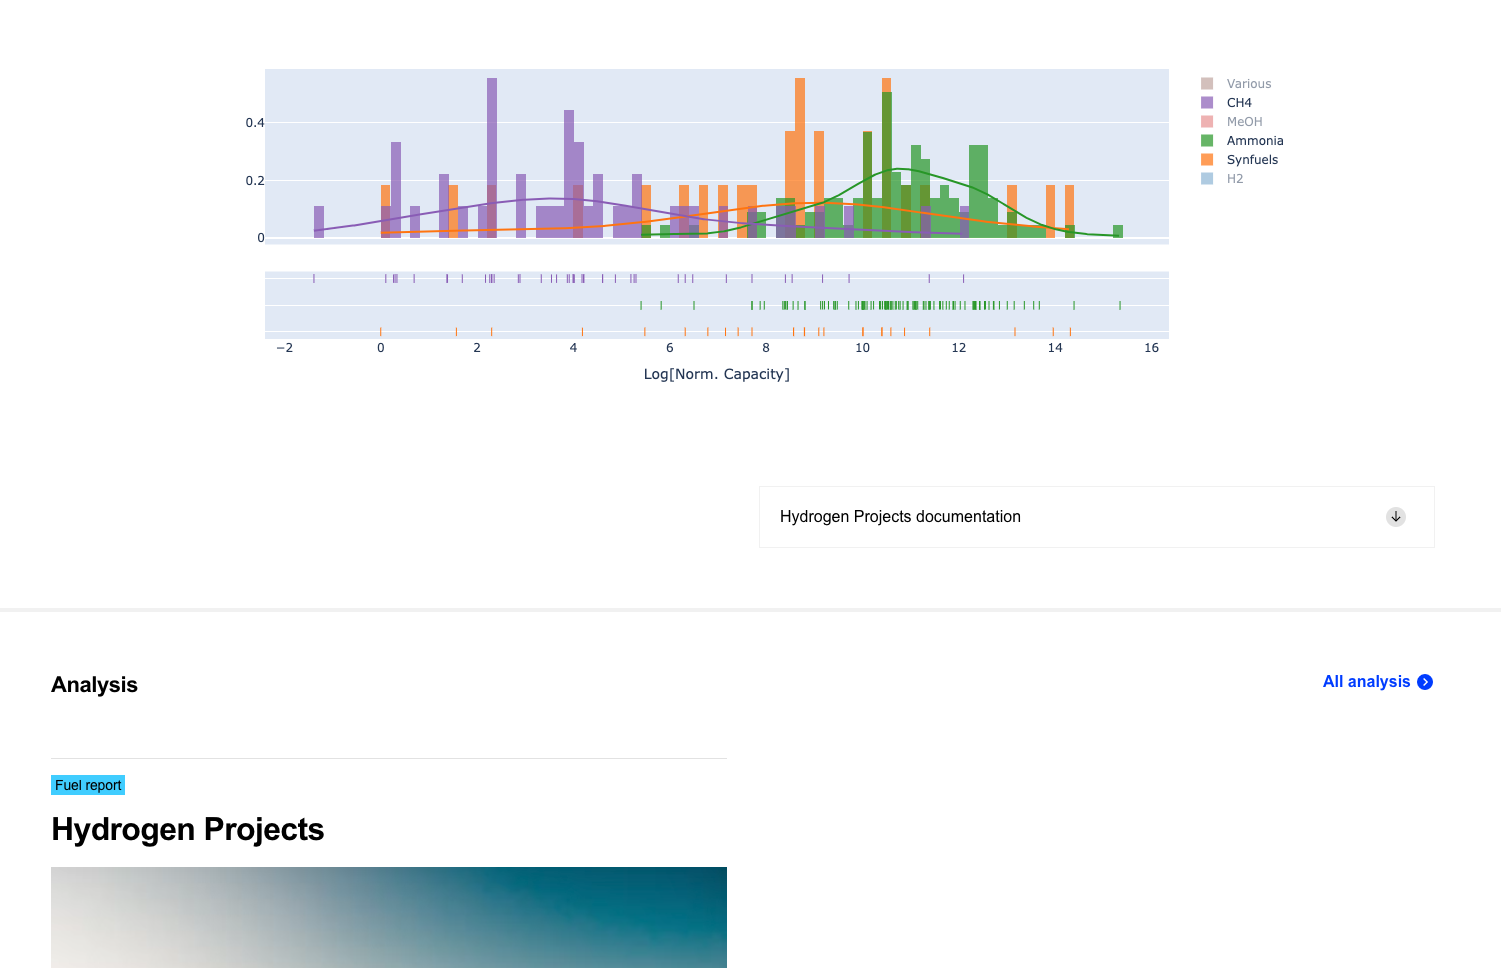 0.4
0.2
0
Various
CH4
MeOH
Ammonia
Synfuels
H2
−2 0 2 4 6 8 10 12 14 16
Log[Norm. Capacity]
Hydrogen Projects documentation
Analysis
All analysis
Fuel report
Hydrogen Projects